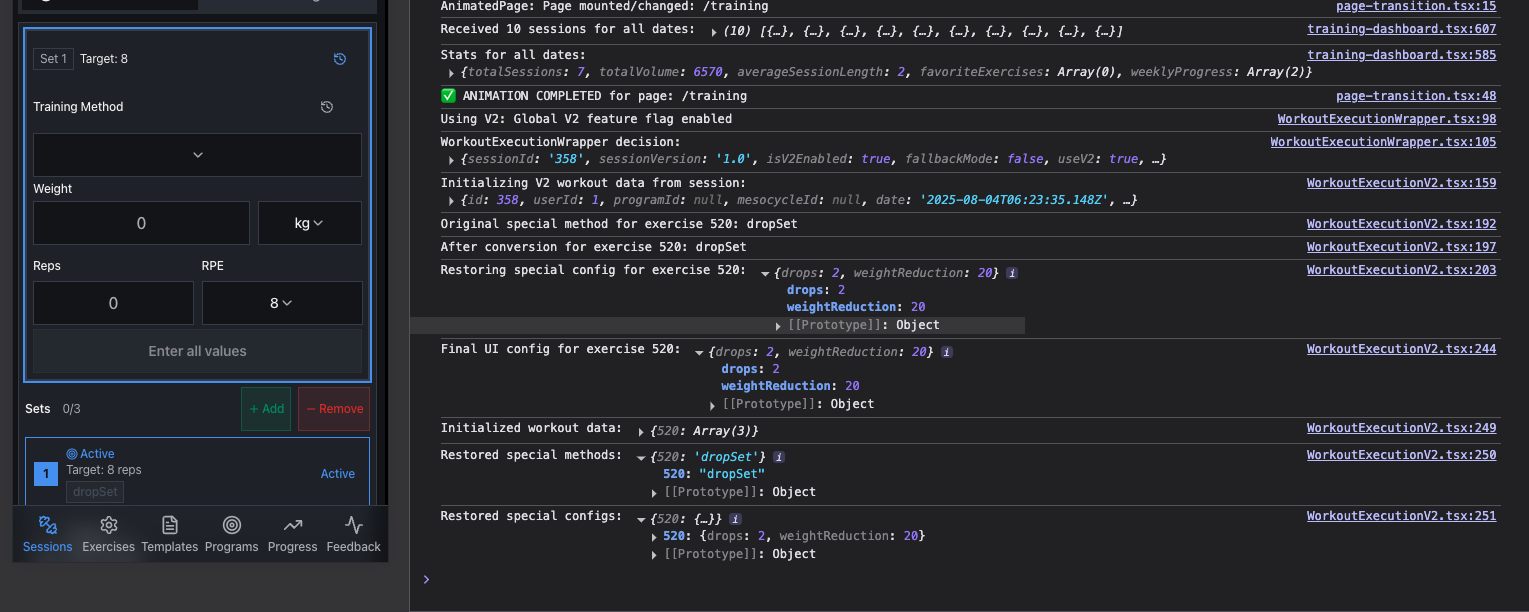 Set 1 Target: 8
Training Method
Weight
0 kg
Reps RPE
0 8
Enter all values
Sets 0/3 + Add − Remove
1 Active
Target: 8 reps Active
dropSet
Sessions Exercises Templates Programs Progress Feedback
AnimatedPage: Page mounted/changed: /training page-transition.tsx:15
Received 10 sessions for all dates: ▶ (10) [{…}, {…}, {…}, {…}, {…}, {…}, {…}, {…}, {…}, {…}] training-dashboard.tsx:607
Stats for all dates: training-dashboard.tsx:585
▶ {totalSessions: 7, totalVolume: 6570, averageSessionLength: 2, favoriteExercises: Array(0), weeklyProgress: Array(2)}
✅ ANIMATION COMPLETED for page: /training page-transition.tsx:48
Using V2: Global V2 feature flag enabled WorkoutExecutionWrapper.tsx:98
WorkoutExecutionWrapper decision: WorkoutExecutionWrapper.tsx:105
▶ {sessionId: '358', sessionVersion: '1.0', isV2Enabled: true, fallbackMode: false, useV2: true, …}
Initializing V2 workout data from session: WorkoutExecutionV2.tsx:159
▶ {id: 358, userId: 1, programId: null, mesocycleId: null, date: '2025-08-04T06:23:35.148Z', …}
Original special method for exercise 520: dropSet WorkoutExecutionV2.tsx:192
After conversion for exercise 520: dropSet WorkoutExecutionV2.tsx:197
Restoring special config for exercise 520: ▼ {drops: 2, weightReduction: 20} i WorkoutExecutionV2.tsx:203
drops: 2
weightReduction: 20
▶ [[Prototype]]: Object
Final UI config for exercise 520: ▼ {drops: 2, weightReduction: 20} i WorkoutExecutionV2.tsx:244
drops: 2
weightReduction: 20
▶ [[Prototype]]: Object
Initialized workout data: ▶ {520: Array(3)} WorkoutExecutionV2.tsx:249
Restored special methods: ▼ {520: 'dropSet'} i WorkoutExecutionV2.tsx:250
520: "dropSet"
▶ [[Prototype]]: Object
Restored special configs: ▼ {520: {…}} i WorkoutExecutionV2.tsx:251
▶ 520: {drops: 2, weightReduction: 20}
▶ [[Prototype]]: Object